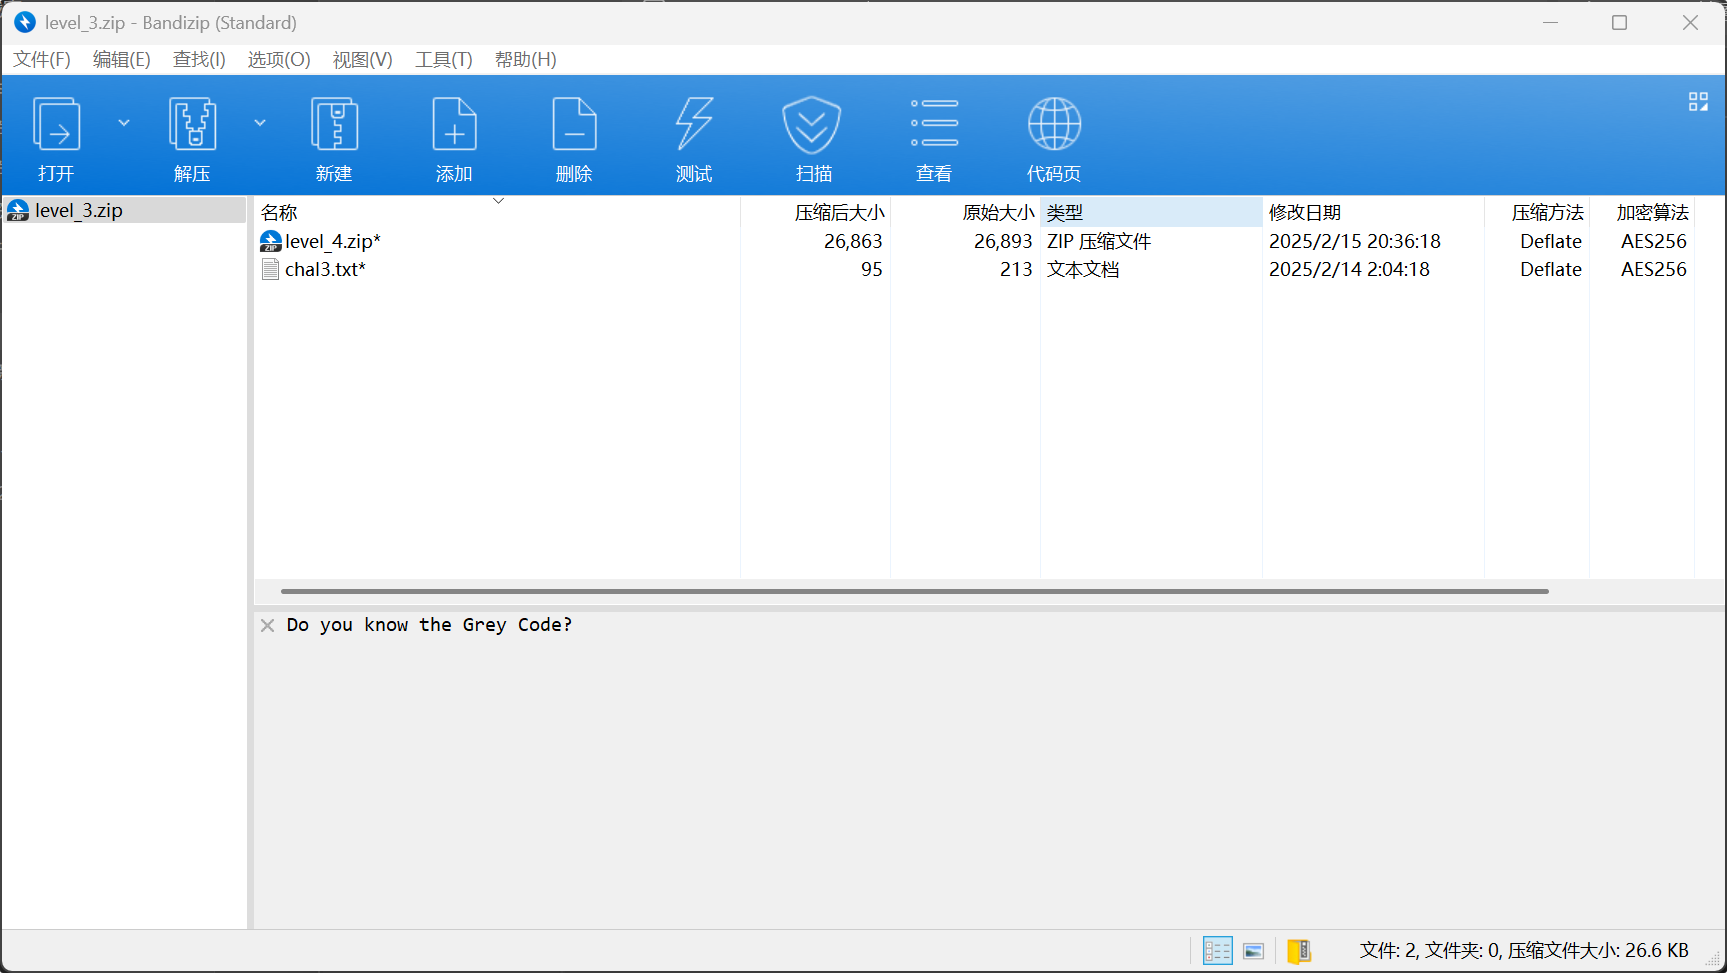 level_3.zip - Bandizip (Standard)
文件(F) 编辑(E) 查找(I) 选项(O) 视图(V) 工具(T) 帮助(H)
打开 解压 新建 添加 删除 测试 扫描 查看 代码页
level_3.zip
名称 压缩后大小 原始大小 类型 修改日期 压缩方法 加密算法
level_4.zip* 26,863 26,893 ZIP 压缩文件 2025/2/15 20:36:18 Deflate AES256
chal3.txt* 95 213 文本文档 2025/2/14 2:04:18 Deflate AES256
Do you know the Grey Code?
文件: 2, 文件夹: 0, 压缩文件大小: 26.6 KB